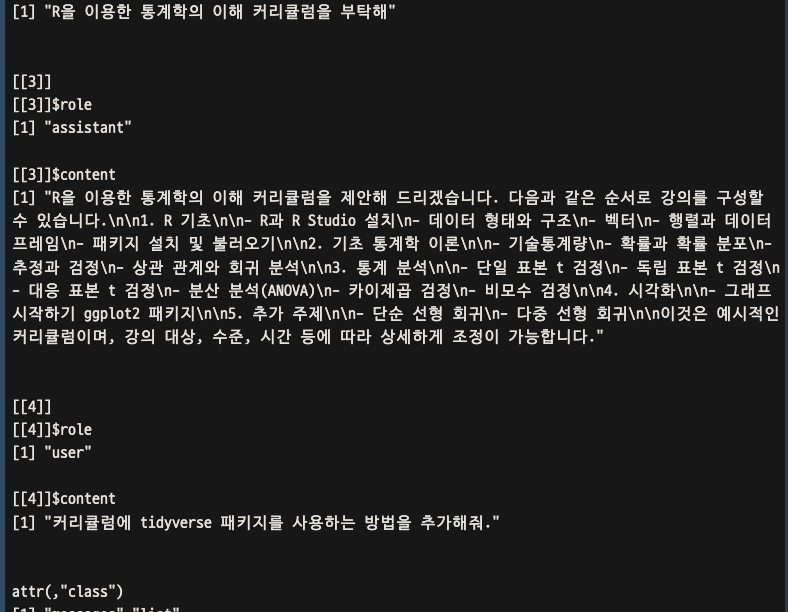 [1] "R을 이용한 통계학의 이해 커리큘럼을 부탁해"
[[3]]
[[3]]$role
[1] "assistant"
[[3]]$content
[1] "R을 이용한 통계학의 이해 커리큘럼을 제안해 드리겠습니다. 다음과 같은 순서로 강의를 구성할
수 있습니다.\n\n1. R 기초\n\n- R과 R Studio 설치\n- 데이터 형태와 구조\n- 벡터\n- 행렬과 데이터
프레임\n- 패키지 설치 및 불러오기\n\n2. 기초 통계학 이론\n\n- 기술통계량\n- 확률과 확률 분포\n-
추정과 검정\n- 상관 관계와 회귀 분석\n\n3. 통계 분석\n\n- 단일 표본 t 검정\n- 독립 표본 t 검정\n
- 대응 표본 t 검정\n- 분산 분석(ANOVA)\n- 카이제곱 검정\n- 비모수 검정\n\n4. 시각화\n\n- 그래프
시작하기 ggplot2 패키지\n\n5. 추가 주제\n\n- 단순 선형 회귀\n- 다중 선형 회귀\n\n이것은 예시적인
커리큘럼이며, 강의 대상, 수준, 시간 등에 따라 상세하게 조정이 가능합니다."
[[4]]
[[4]]$role
[1] "user"
[[4]]$content
[1] "커리큘럼에 tidyverse 패키지를 사용하는 방법을 추가해줘."
attr(,"class")
[1] "messages" "list"